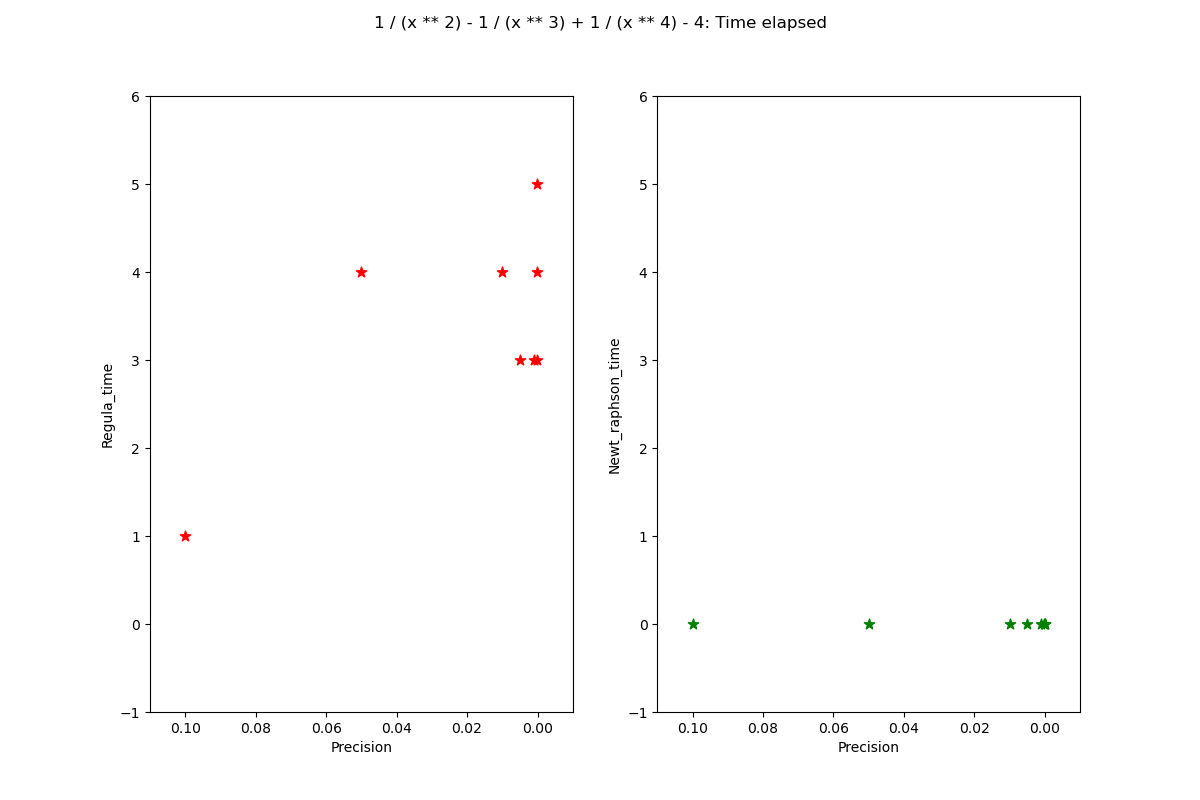 1 / (x ** 2) - 1 / (x ** 3) + 1 / (x ** 4) - 4: Time elapsed
6
5
4
3
2
1
0
−1
Regula_time
0.10 0.08 0.06 0.04 0.02 0.00
Precision
6
5
4
3
2
1
0
−1
Newt_raphson_time
0.10 0.08 0.06 0.04 0.02 0.00
Precision